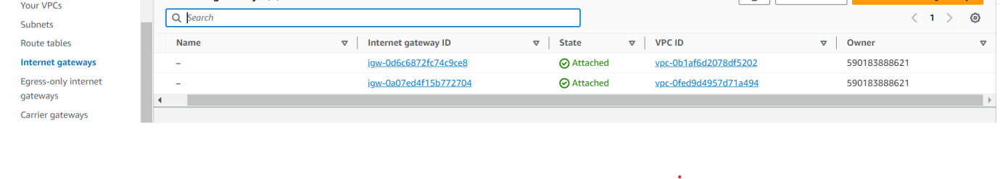 Your VPCs
Subnets
Route tables
Internet gateways
Egress-only internet
gateways
Carrier gateways
Search
1
Name Internet gateway ID State VPC ID Owner
– igw-0d6c6872fc74c9ce8 Attached vpc-0b1af6d2078df5202 590183888621
– igw-0a07ed4f15b772704 Attached vpc-0fed9d4957d71a494 590183888621